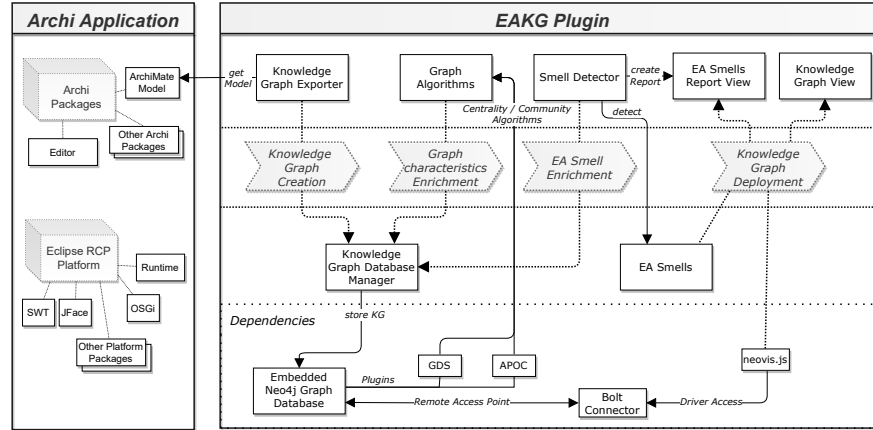 Archi Application
Archi
Packages
ArchiMate
Model
Editor
Other Archi
Packages
Eclipse RCP
Platform
Runtime
SWT
JFace
OSGi
Other Platform
Packages
EAKG Plugin
get
Model
Knowledge
Graph Exporter
Graph
Algorithms
Smell Detector
create
Report
EA Smells
Report View
Knowledge
Graph View
Centrality / Community
Algorithms
detect
Knowledge
Graph
Creation
Graph
characteristics
Enrichment
EA Smell
Enrichment
Knowledge
Graph
Deployment
Knowledge
Graph Database
Manager
EA Smells
store KG
Dependencies
GDS
APOC
neovis.js
Embedded
Neo4j Graph
Database
Plugins
Remote Access Point
Bolt
Connector
Driver Access